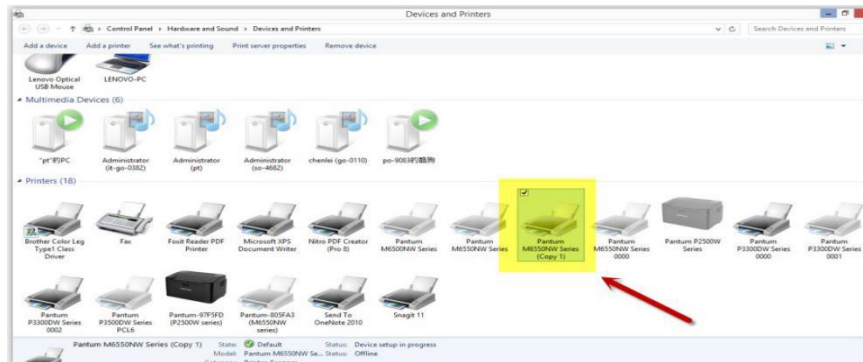 Devices and Printers
Control Panel ▸ Hardware and Sound ▸ Devices and Printers
Search Devices and Printers
Add a device Add a printer See what's printing Print server properties Remove device
Lenovo Optical USB Mouse
LENOVO-PC
Multimedia Devices (6)
"pt"的PC
Administrator (it-go-0382)
Administrator (pt)
Administrator (so-4682)
chenlei (go-0110)
Printers (18)
Brother Color Leg Type1 Class Driver
Fax
Foxit Reader PDF Printer
Microsoft XPS Document Writer
Nitro PDF Creator (Pro 8)
Pantum M6500NW Series
Pantum M6550NW Series
Pantum M6550NW Series (Copy 1)
Pantum M6550NW Series 0000
Pantum P2500W Series
Pantum P3300DW Series 0000
Pantum P3300DW Series 0001
Pantum P3300DW Series 0002
Pantum P3500DW Series PCL6
Pantum-97F5FD (P2500W series)
Pantum-805FA3 (M6550NW series)
Send To OneNote 2010
Snagit 11
Pantum M6550NW Series (Copy 1) State: Default Status: Device setup in progress
Model: Pantum M6550NW Se... Status: Offline